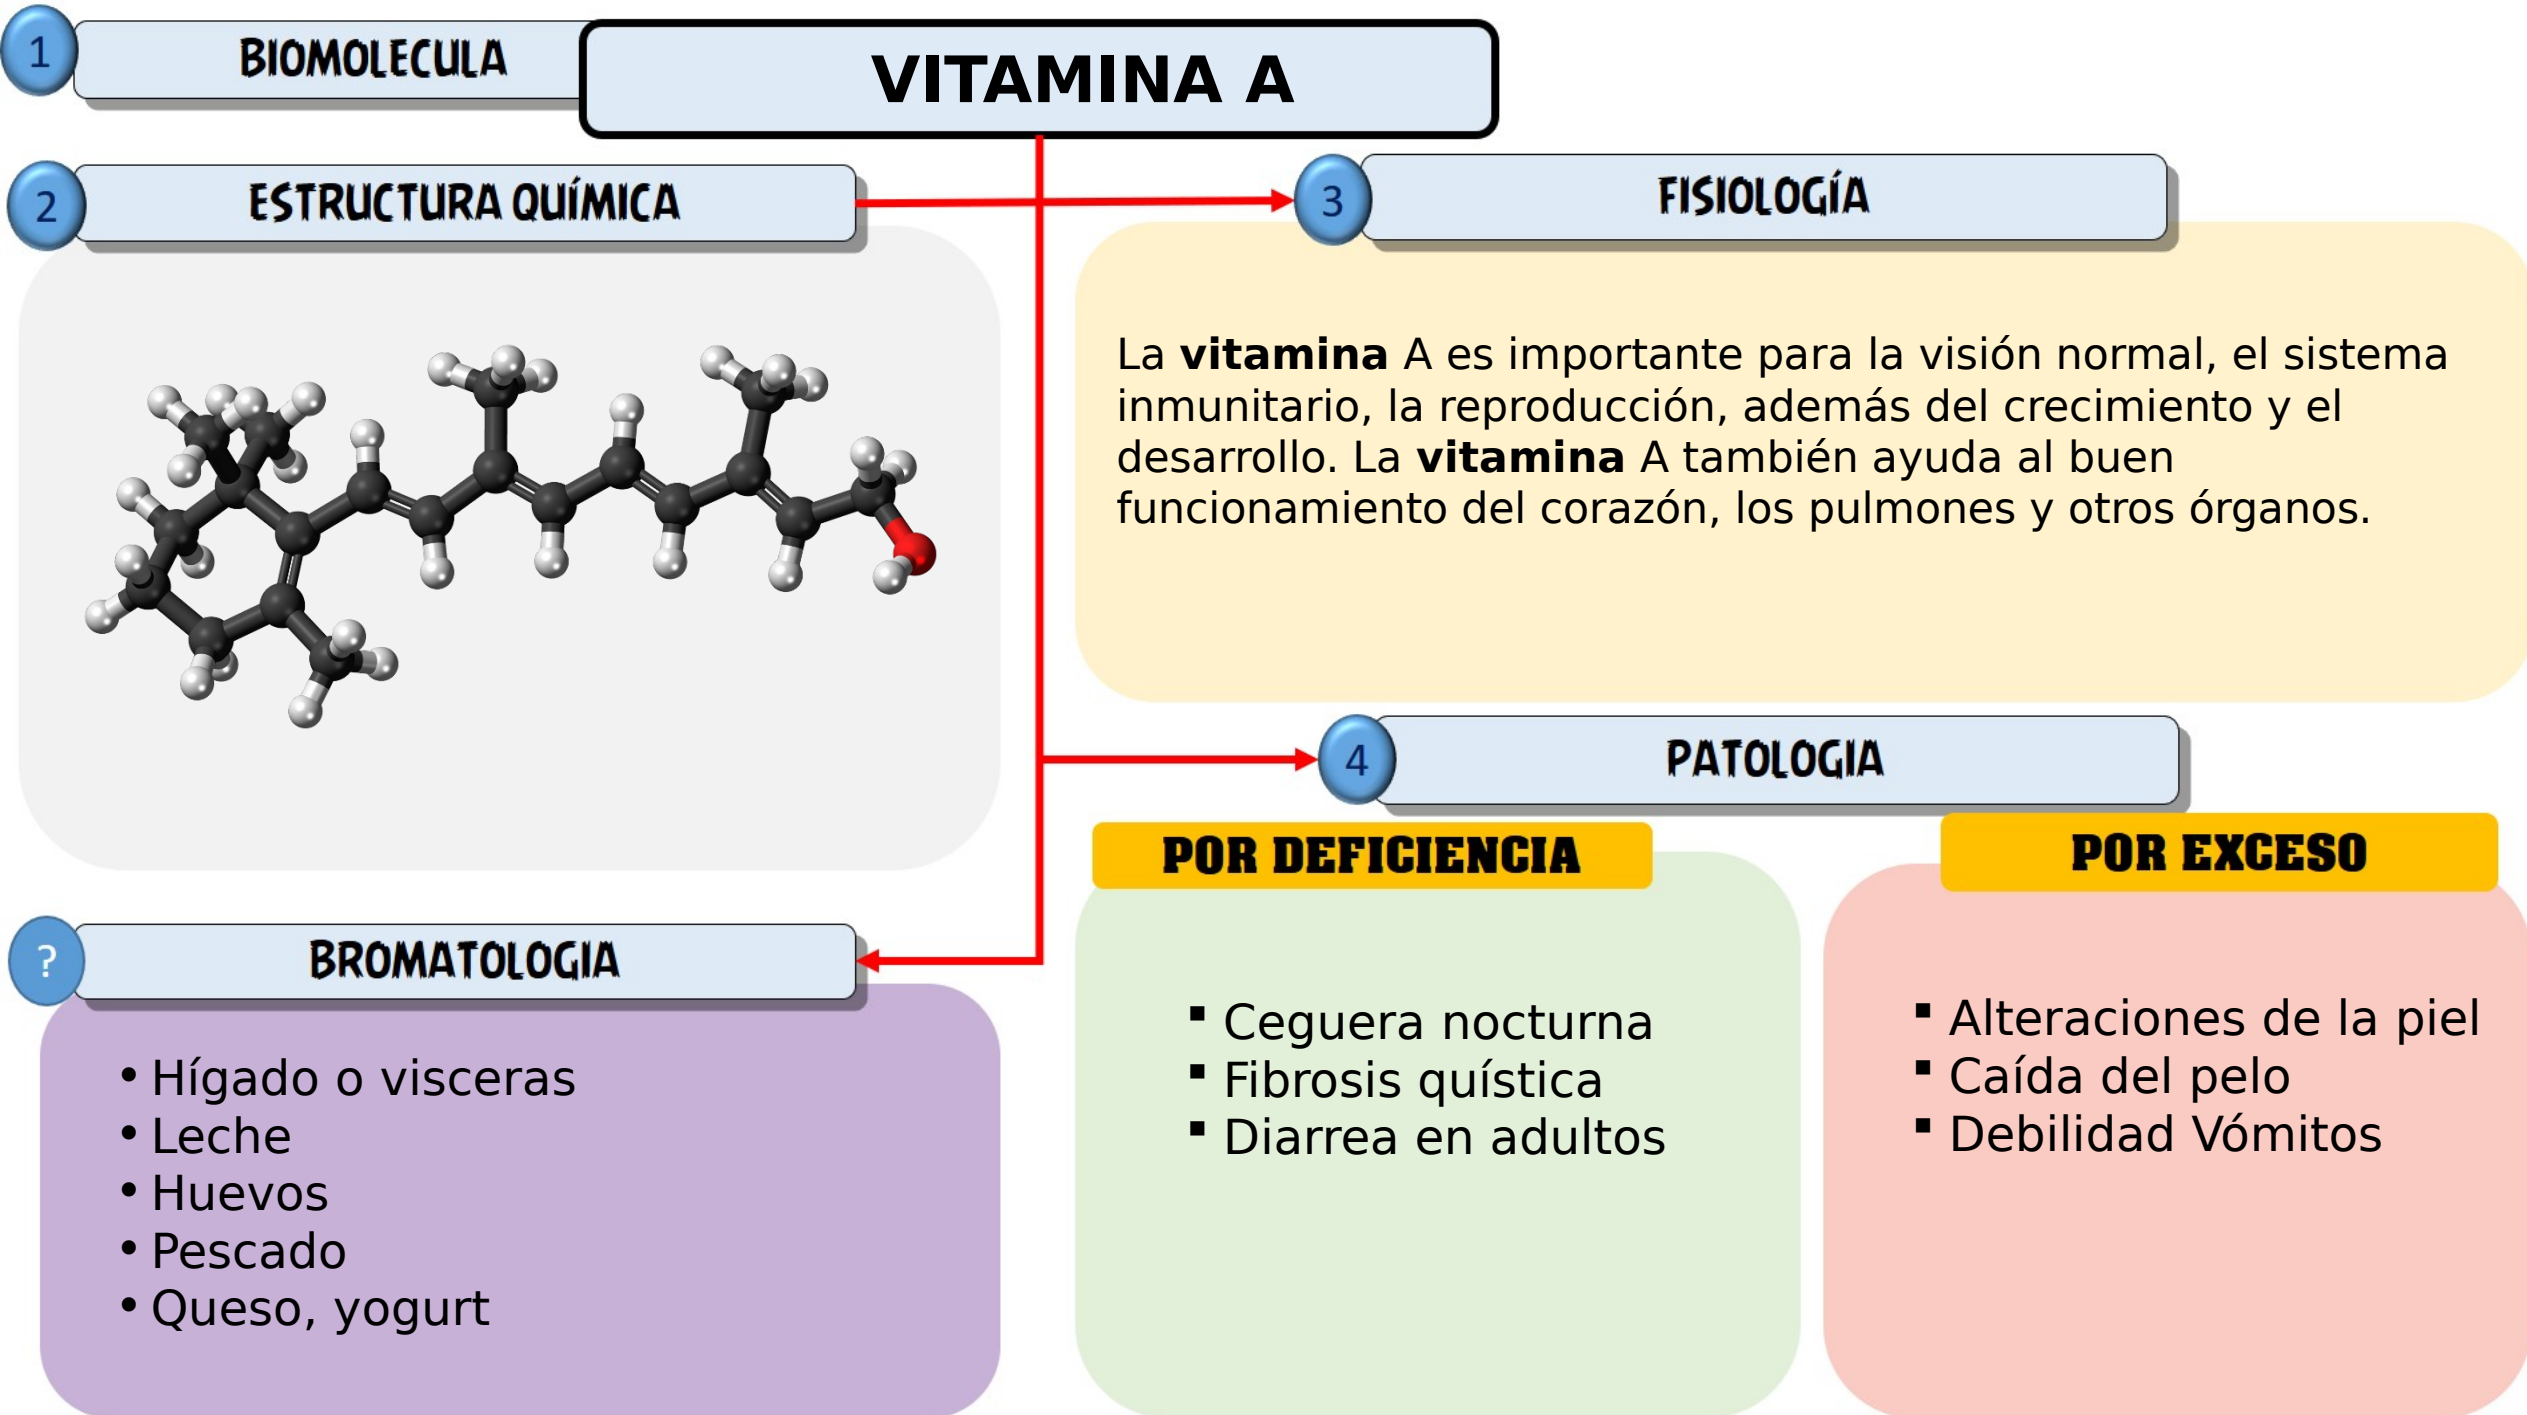 1
BIOMOLECULA
VITAMINA A
2
ESTRUCTURA QUÍMICA
3
FISIOLOGÍA
La vitamina A es importante para la visión normal, el sistema
inmunitario, la reproducción, además del crecimiento y el
desarrollo. La vitamina A también ayuda al buen
funcionamiento del corazón, los pulmones y otros órganos.
4
PATOLOGIA
POR DEFICIENCIA
▪ Ceguera nocturna
▪ Fibrosis quística
▪ Diarrea en adultos
POR EXCESO
▪ Alteraciones de la piel
▪ Caída del pelo
▪ Debilidad Vómitos
?
BROMATOLOGIA
• Hígado o visceras
• Leche
• Huevos
• Pescado
• Queso, yogurt